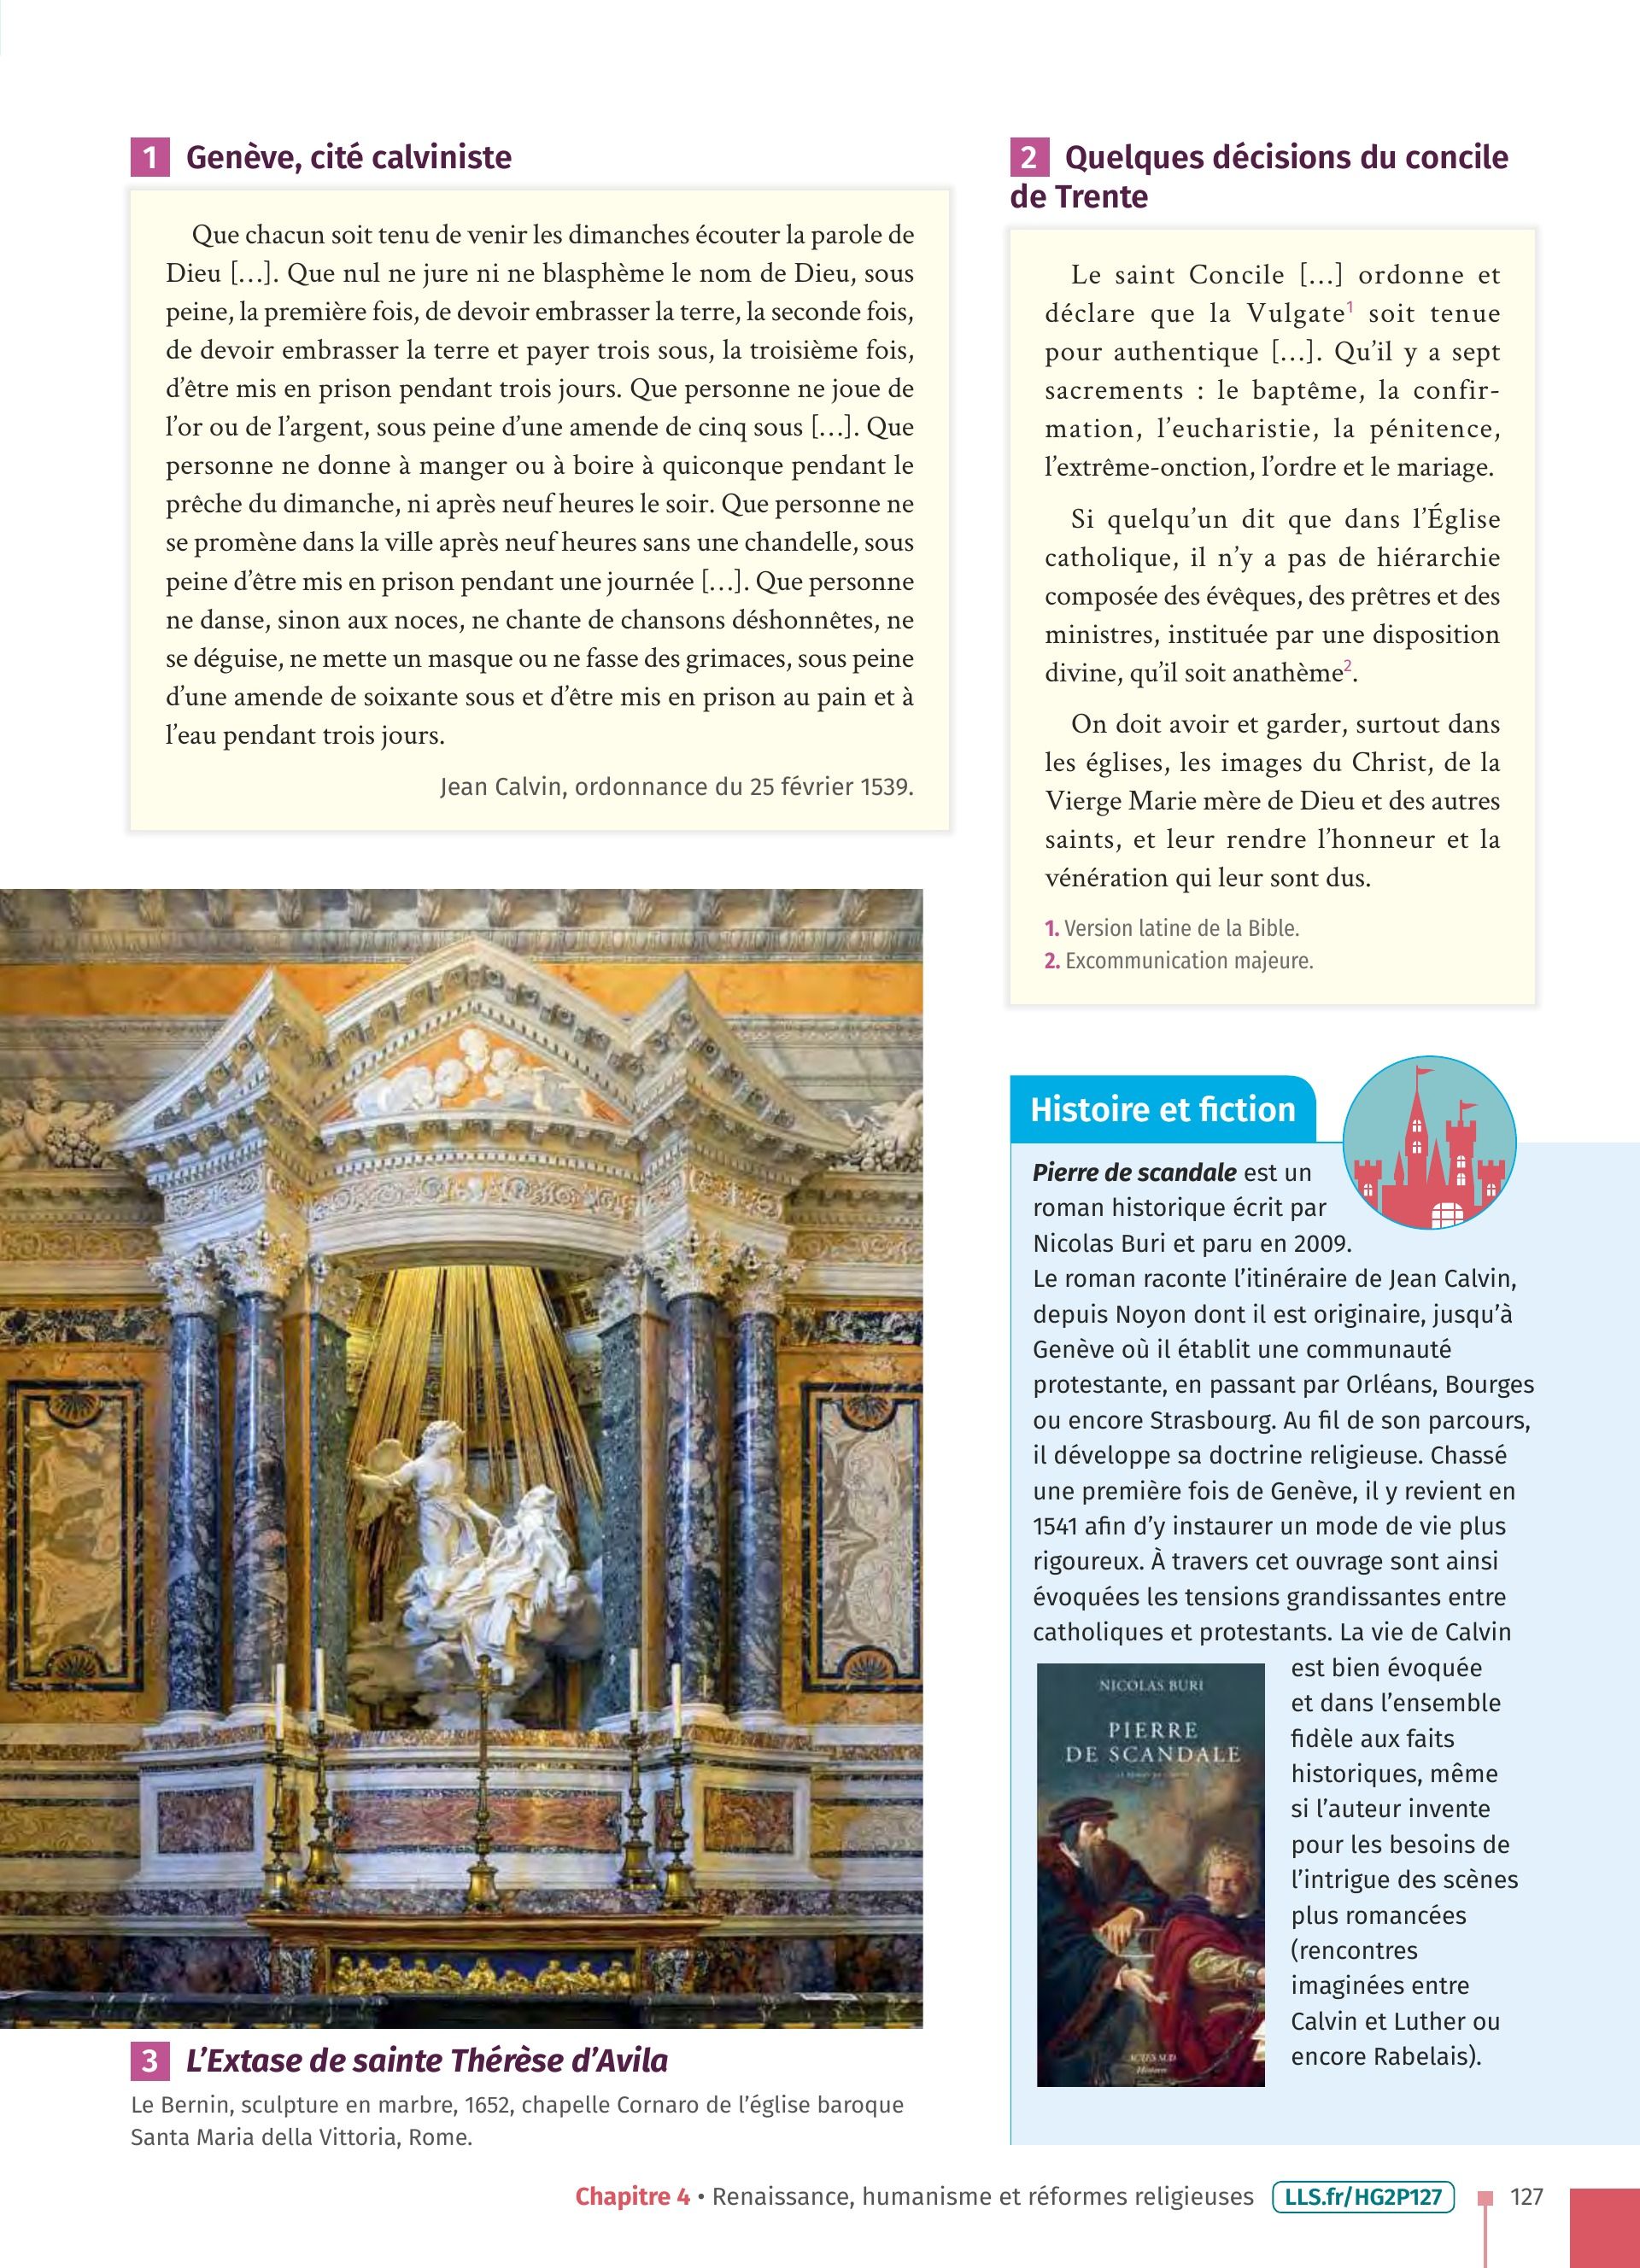 1 Genève, cité calviniste
Que chacun soit tenu de venir les dimanches écouter la parole de
Dieu […]. Que nul ne jure ni ne blasphème le nom de Dieu, sous
peine, la première fois, de devoir embrasser la terre, la seconde fois,
de devoir embrasser la terre et payer trois sous, la troisième fois,
d’être mis en prison pendant trois jours. Que personne ne joue de
l’or ou de l’argent, sous peine d’une amende de cinq sous […]. Que
personne ne donne à manger ou à boire à quiconque pendant le
prêche du dimanche, ni après neuf heures le soir. Que personne ne
se promène dans la ville après neuf heures sans une chandelle, sous
peine d’être mis en prison pendant une journée […]. Que personne
ne danse, sinon aux noces, ne chante de chansons déshonnêtes, ne
se déguise, ne mette un masque ou ne fasse des grimaces, sous peine
d’une amende de soixante sous et d’être mis en prison au pain et à
l’eau pendant trois jours.
Jean Calvin, ordonnance du 25 février 1539.
2 Quelques décisions du concile
de Trente
Le saint Concile […] ordonne et
déclare que la Vulgate1 soit tenue
pour authentique […]. Qu’il y a sept
sacrements : le baptême, la confir-
mation, l’eucharistie, la pénitence,
l’extrême-onction, l’ordre et le mariage.
Si quelqu’un dit que dans l’Église
catholique, il n’y a pas de hiérarchie
composée des évêques, des prêtres et des
ministres, instituée par une disposition
divine, qu’il soit anathème2.
On doit avoir et garder, surtout dans
les églises, les images du Christ, de la
Vierge Marie mère de Dieu et des autres
saints, et leur rendre l’honneur et la
vénération qui leur sont dus.
1. Version latine de la Bible.
2. Excommunication majeure.
3 L’Extase de sainte Thérèse d’Avila
Le Bernin, sculpture en marbre, 1652, chapelle Cornaro de l’église baroque
Santa Maria della Vittoria, Rome.
Histoire et fiction
Pierre de scandale est un
roman historique écrit par
Nicolas Buri et paru en 2009.
Le roman raconte l’itinéraire de Jean Calvin,
depuis Noyon dont il est originaire, jusqu’à
Genève où il établit une communauté
protestante, en passant par Orléans, Bourges
ou encore Strasbourg. Au fil de son parcours,
il développe sa doctrine religieuse. Chassé
une première fois de Genève, il y revient en
1541 afin d’y instaurer un mode de vie plus
rigoureux. À travers cet ouvrage sont ainsi
évoquées les tensions grandissantes entre
catholiques et protestants. La vie de Calvin
est bien évoquée
et dans l’ensemble
fidèle aux faits
historiques, même
si l’auteur invente
pour les besoins de
l’intrigue des scènes
plus romancées
(rencontres
imaginées entre
Calvin et Luther ou
encore Rabelais).
NICOLAS BURI
PIERRE
DE SCANDALE
ACTES SUD
Chapitre 4 • Renaissance, humanisme et réformes religieuses LLS.fr/HG2P127 127